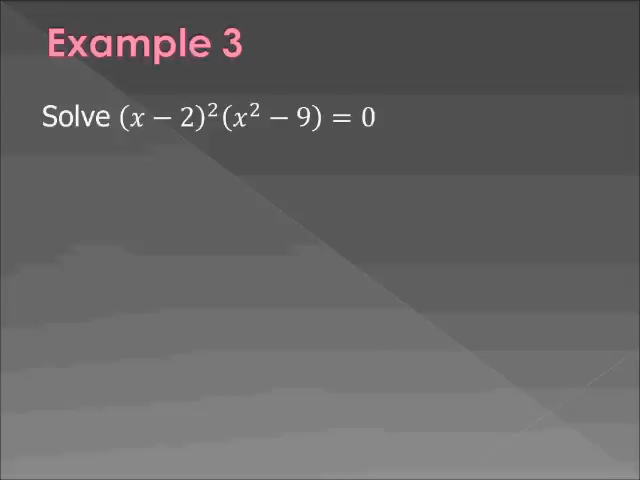 Example 3
Solve (x − 2)²(x² − 9) = 0